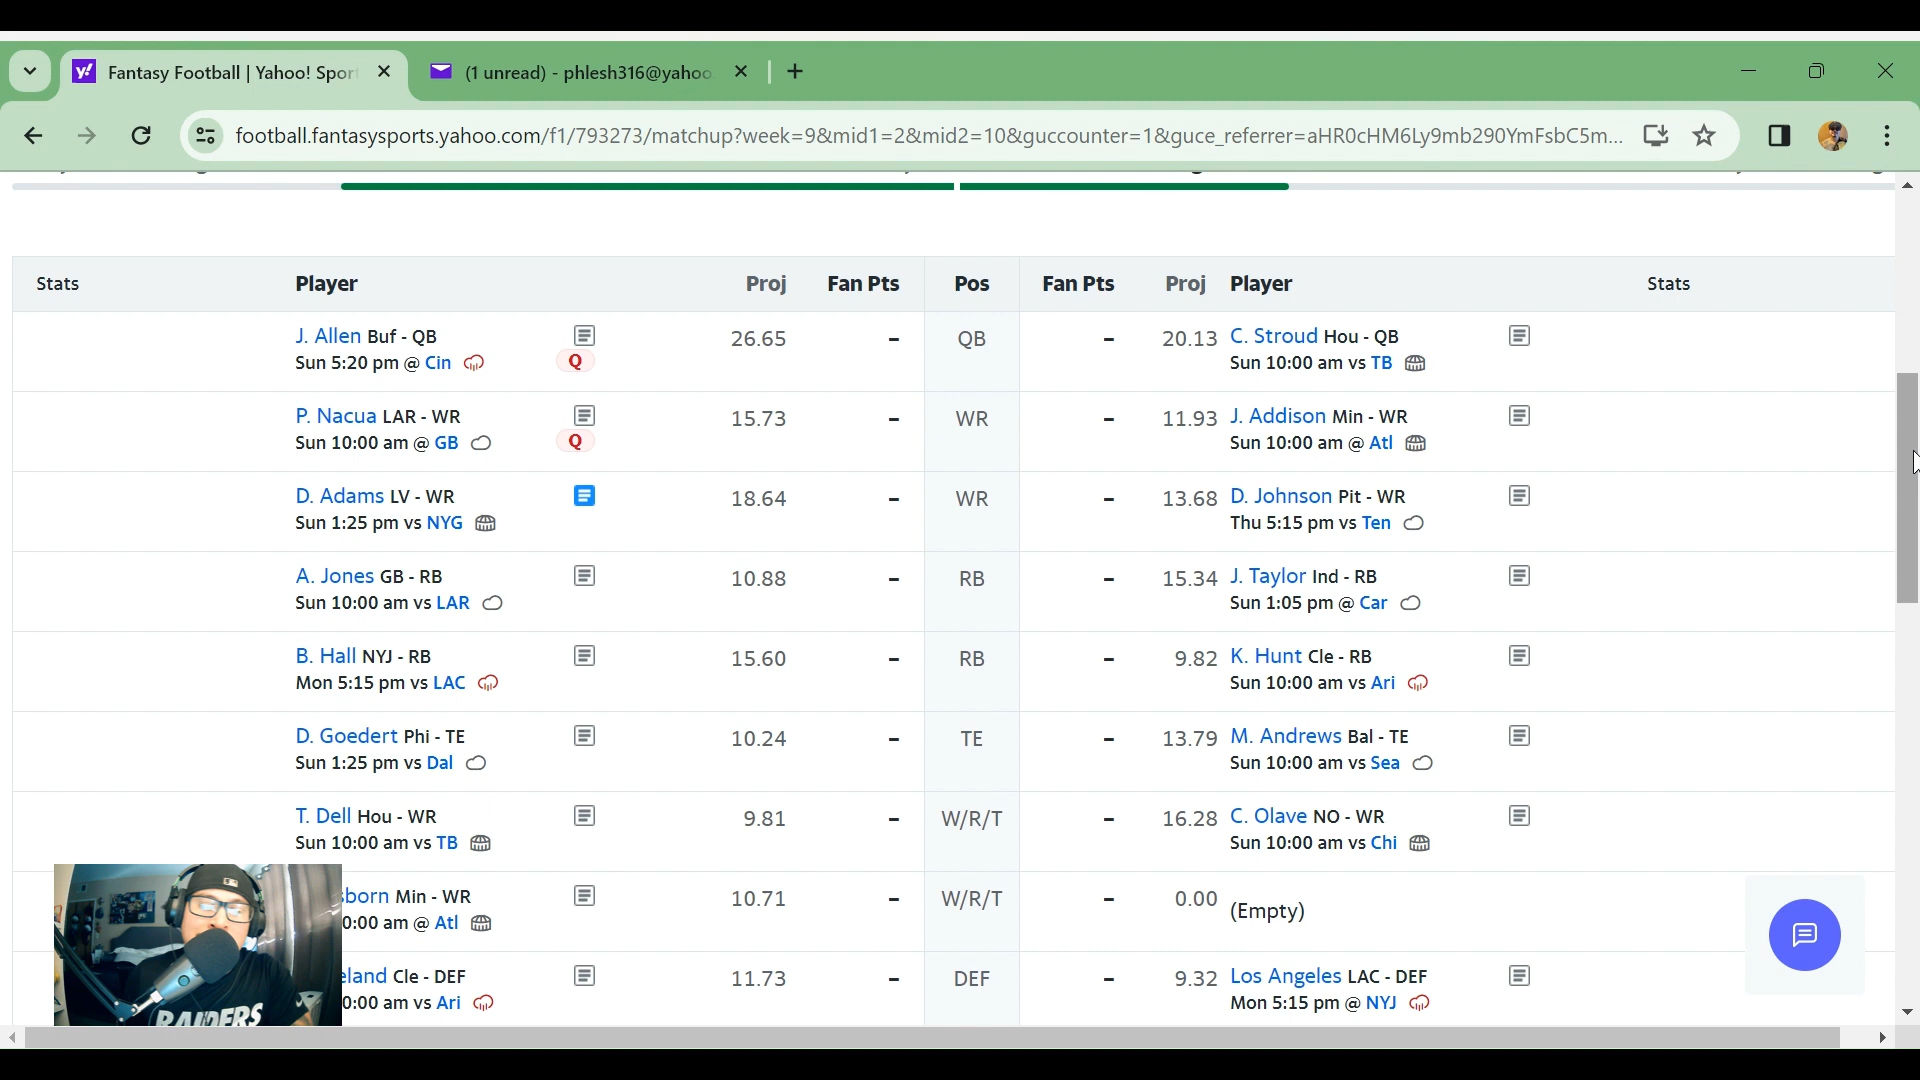 Fantasy Football | Yahoo! Spor
(1 unread) - phlesh316@yahoo.
football.fantasysports.yahoo.com/f1/793273/matchup?week=9&mid1=2&mid2=10&guccounter=1&guce_referrer=aHR0cHM6Ly9mb290YmFsbC5m...
Stats Player Proj Fan Pts Pos Fan Pts Proj Player Stats
J. Allen Buf - QB 26.65 - QB - 20.13 C. Stroud Hou - QB
Sun 5:20 pm @ Cin Q Sun 10:00 am vs TB
P. Nacua LAR - WR 15.73 - WR - 11.93 J. Addison Min - WR
Sun 10:00 am @ GB Q Sun 10:00 am @ Atl
D. Adams LV - WR 18.64 - WR - 13.68 D. Johnson Pit - WR
Sun 1:25 pm vs NYG Thu 5:15 pm vs Ten
A. Jones GB - RB 10.88 - RB - 15.34 J. Taylor Ind - RB
Sun 10:00 am vs LAR Sun 1:05 pm @ Car
B. Hall NYJ - RB 15.60 - RB - 9.82 K. Hunt Cle - RB
Mon 5:15 pm vs LAC Sun 10:00 am vs Ari
D. Goedert Phi - TE 10.24 - TE - 13.79 M. Andrews Bal - TE
Sun 1:25 pm vs Dal Sun 10:00 am vs Sea
T. Dell Hou - WR 9.81 - W/R/T - 16.28 C. Olave NO - WR
Sun 10:00 am vs TB Sun 10:00 am vs Chi
sborn Min - WR 10.71 - W/R/T - 0.00 (Empty)
0:00 am @ Atl
eland Cle - DEF 11.73 - DEF - 9.32 Los Angeles LAC - DEF
0:00 am vs Ari Mon 5:15 pm @ NYJ
RAIDERS